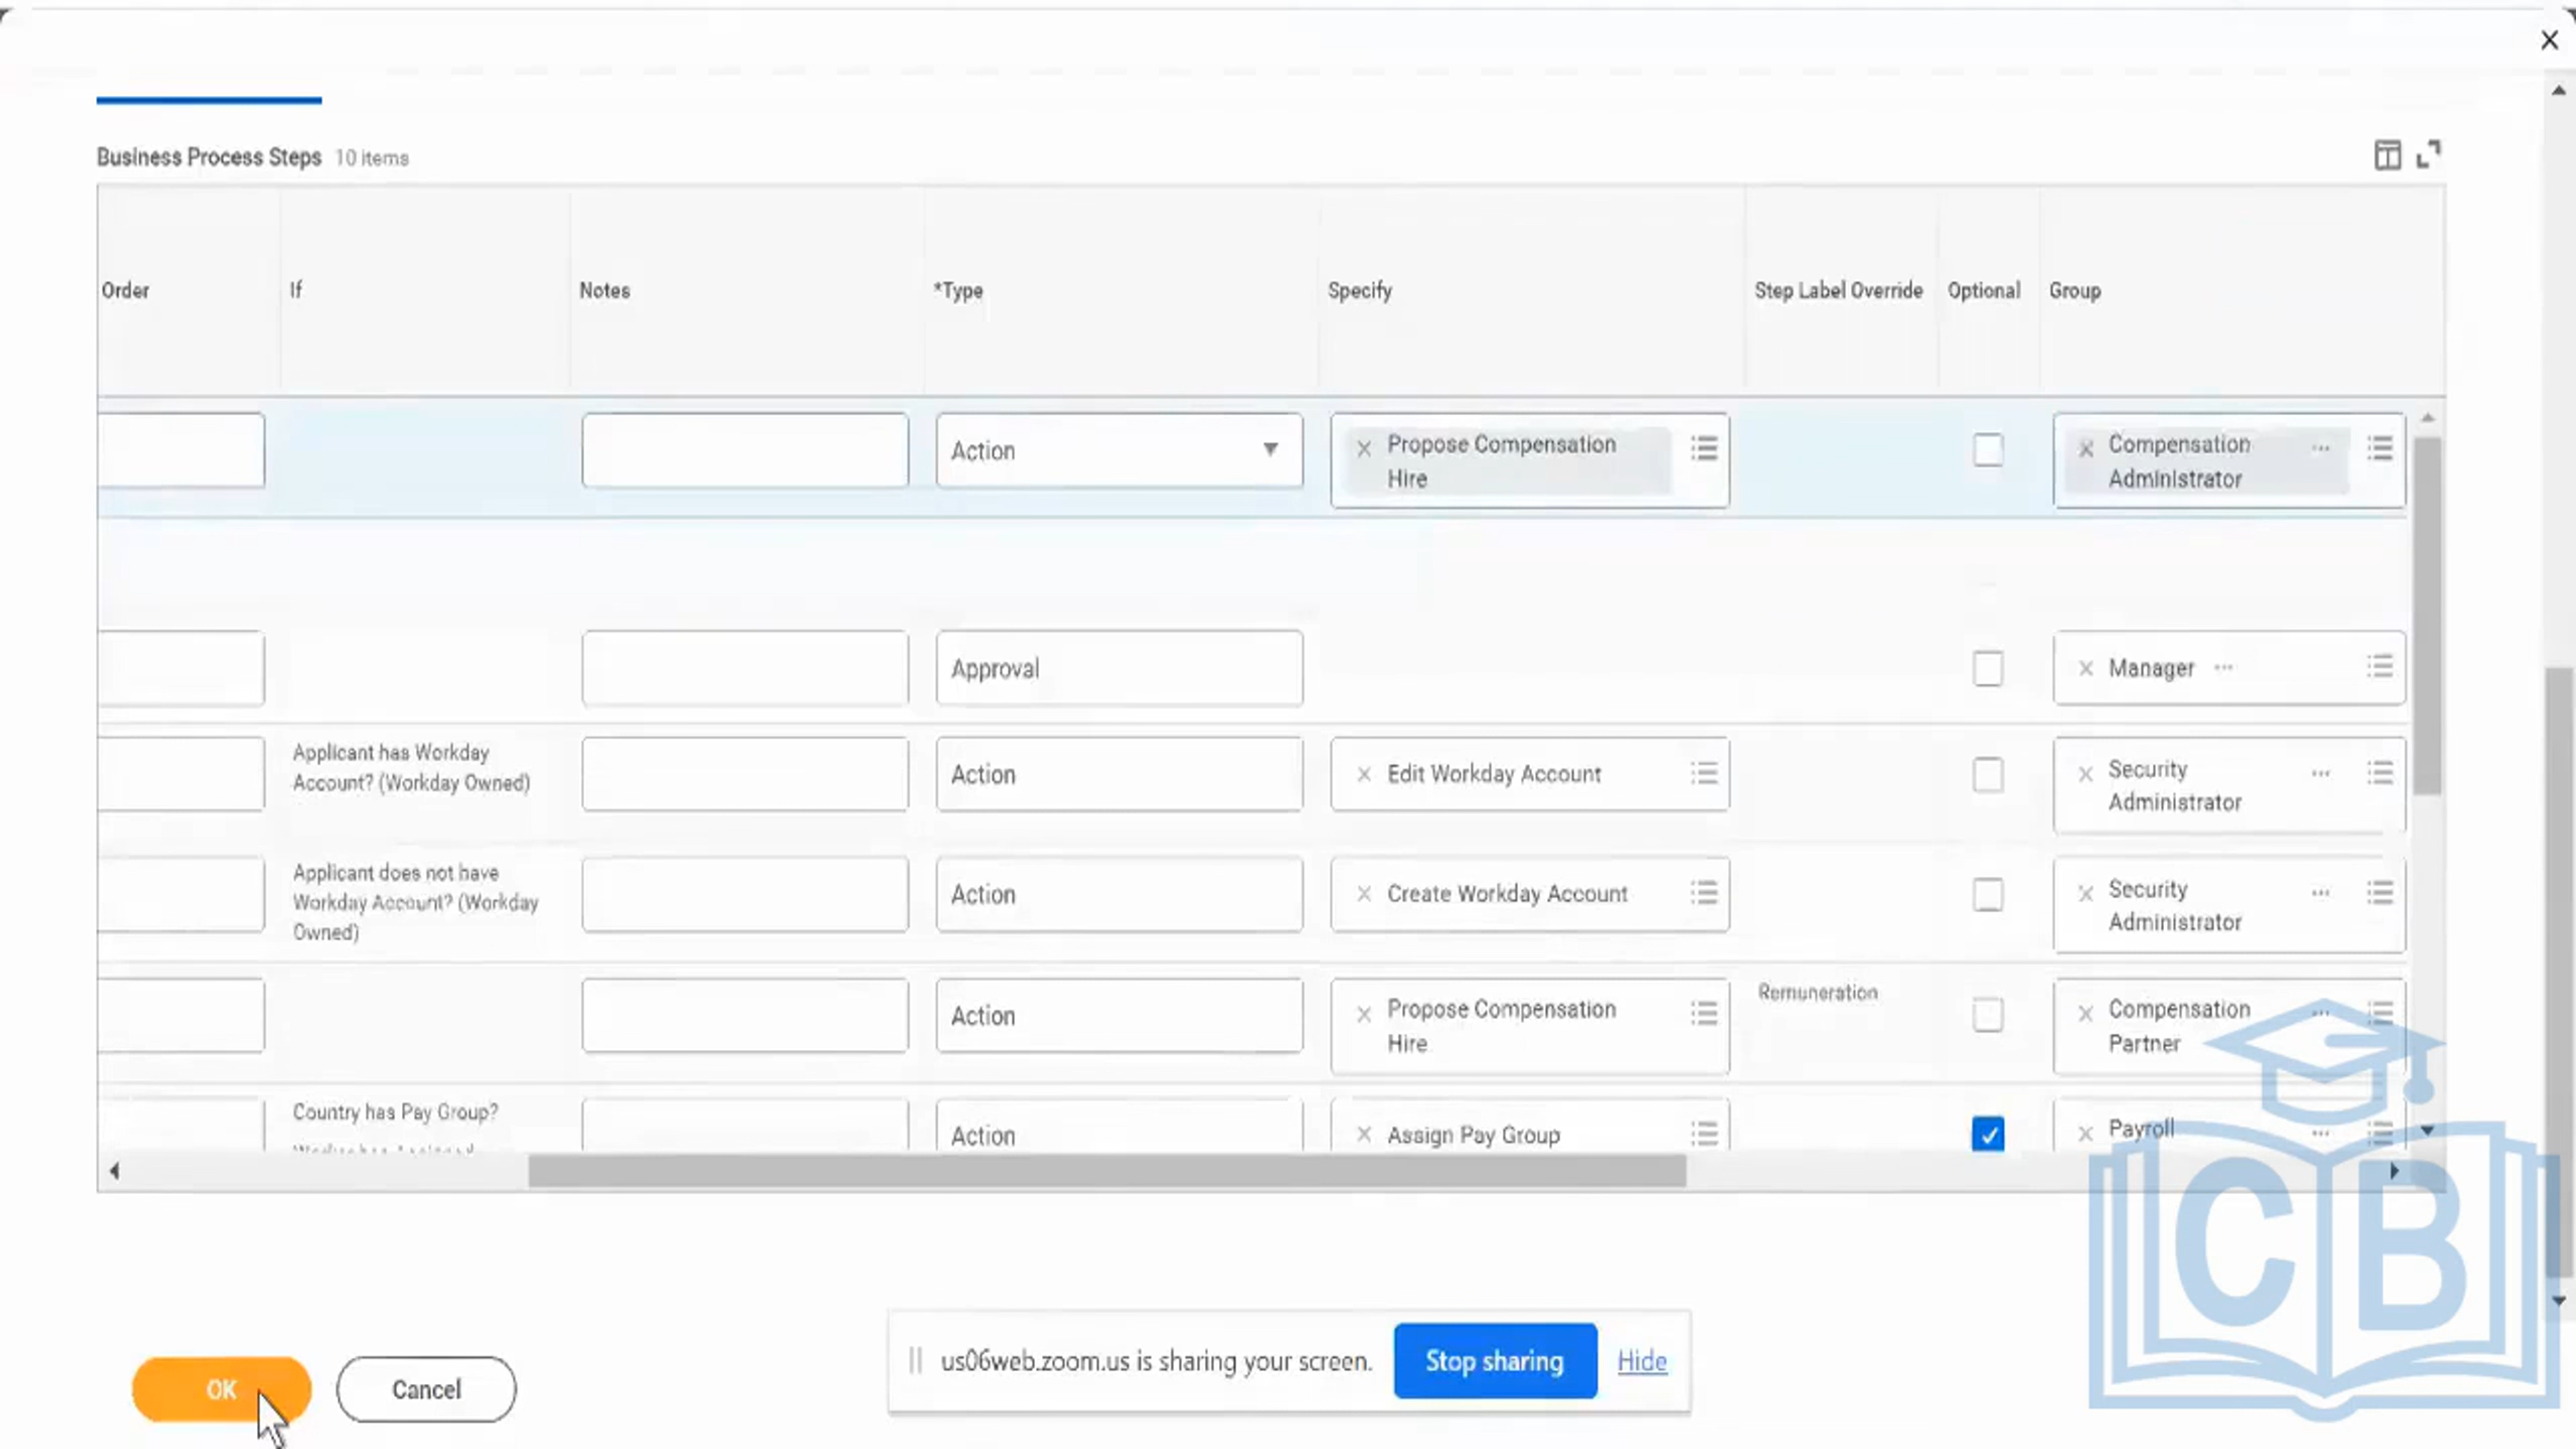 Business Process Steps 10 items
Order If Notes *Type Specify Step Label Override Optional Group
Action
Propose Compensation
Hire
Compensation
Administrator
Approval
Manager
Applicant has Workday
Account? (Workday Owned)
Action
Edit Workday Account
Security
Administrator
Applicant does not have
Workday Account? (Workday
Owned)
Action
Create Workday Account
Security
Administrator
Action
Propose Compensation
Hire
Remuneration
Compensation
Partner
Country has Pay Group?
Action
Assign Pay Group
Payroll
us06web.zoom.us is sharing your screen.
Stop sharing
Hide
OK
Cancel
CB